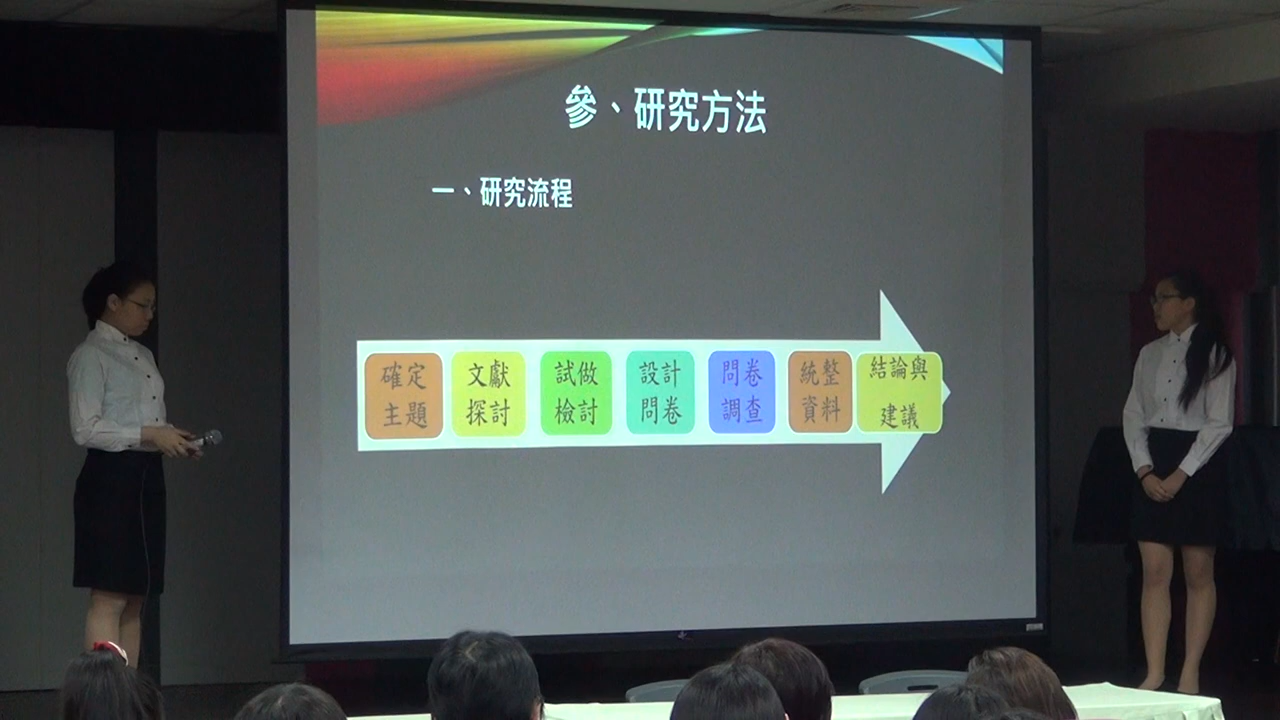 參、研究方法
一、研究流程
確定
主題
文獻
探討
試做
檢討
設計
問卷
問卷
調查
統整
資料
結論與
建議